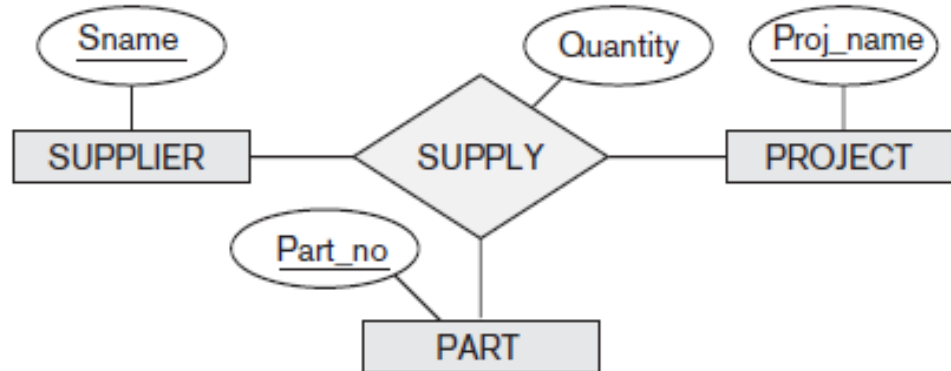 Sname
Quantity
Proj_name
SUPPLIER
SUPPLY
PROJECT
Part_no
PART